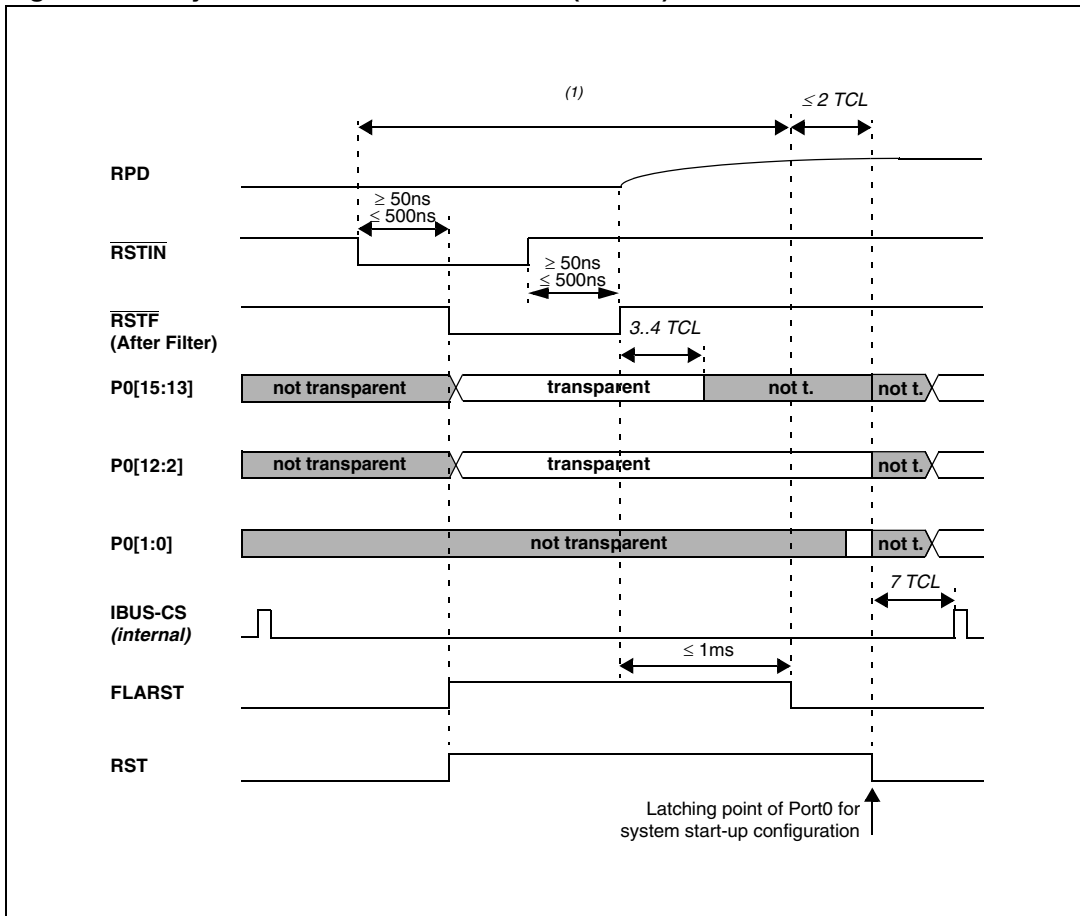 (1)
≤ 2 TCL
RPD
≥ 50ns
≤ 500ns
RSTIN
≥ 50ns
≤ 500ns
RSTF
(After Filter)
3..4 TCL
P0[15:13]
not transparent
transparent
not t.
not t.
P0[12:2]
not transparent
transparent
not t.
P0[1:0]
not transparent
not t.
7 TCL
IBUS-CS
(internal)
≤ 1ms
FLARST
RST
Latching point of Port0 for
system start-up configuration